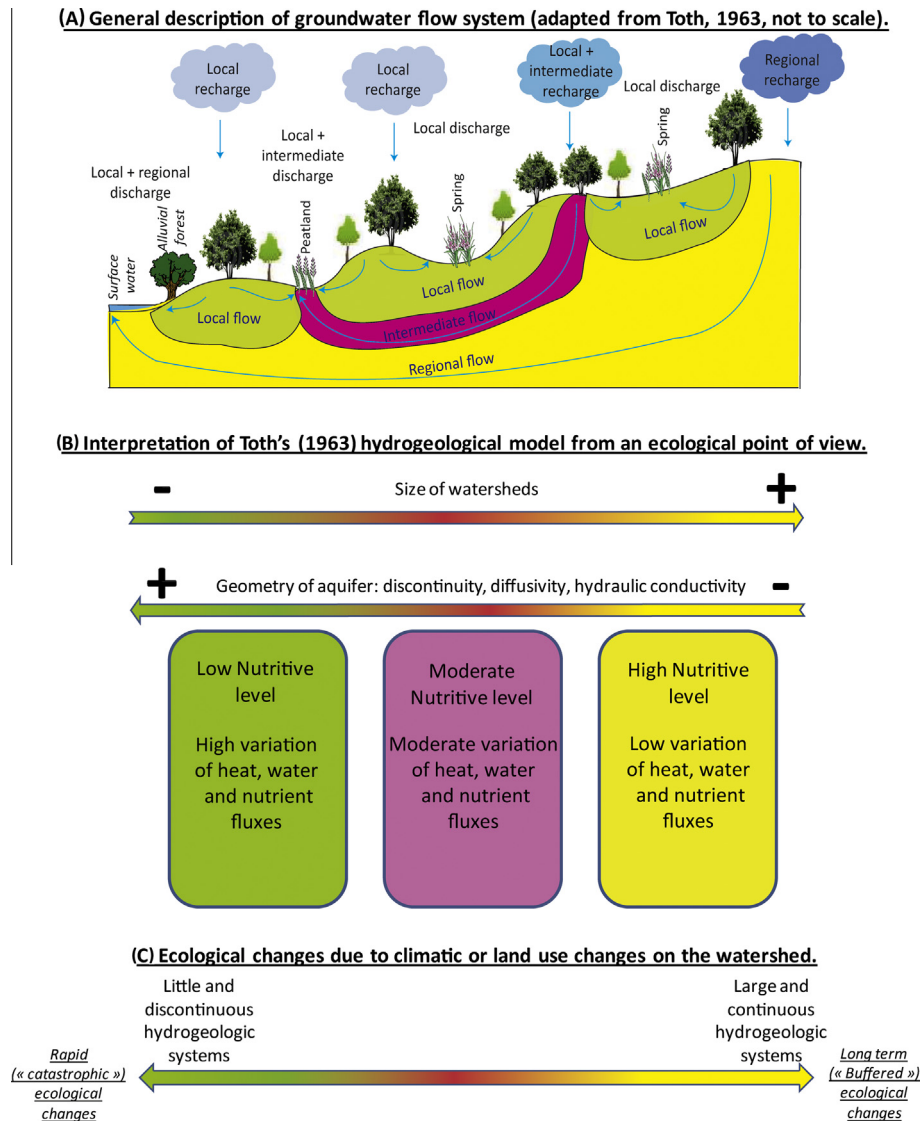 (A) General description of groundwater flow system (adapted from Toth, 1963, not to scale).
Local
recharge
Local
recharge
Local +
intermediate
recharge
Regional
recharge
Local discharge
Local +
intermediate
discharge
Local discharge
Local + regional
discharge
Spring
Spring
Peatland
Alluvial
forest
Surface
water
Local flow
Local flow
Local flow
Intermediate flow
Regional flow
(B) Interpretation of Toth's (1963) hydrogeological model from an ecological point of view.
- Size of watersheds +
+ Geometry of aquifer: discontinuity, diffusivity, hydraulic conductivity -
Low Nutritive
level
High variation
of heat, water
and nutrient
fluxes
Moderate
Nutritive level
Moderate variation
of heat, water
and nutrient
fluxes
High Nutritive
level
Low variation
of heat, water
and nutrient
fluxes
(C) Ecological changes due to climatic or land use changes on the watershed.
Little and
discontinuous
hydrogeologic
systems
Large and
continuous
hydrogeologic
systems
Rapid
(« catastrophic »)
ecological
changes
Long term
(« Buffered »)
ecological
changes